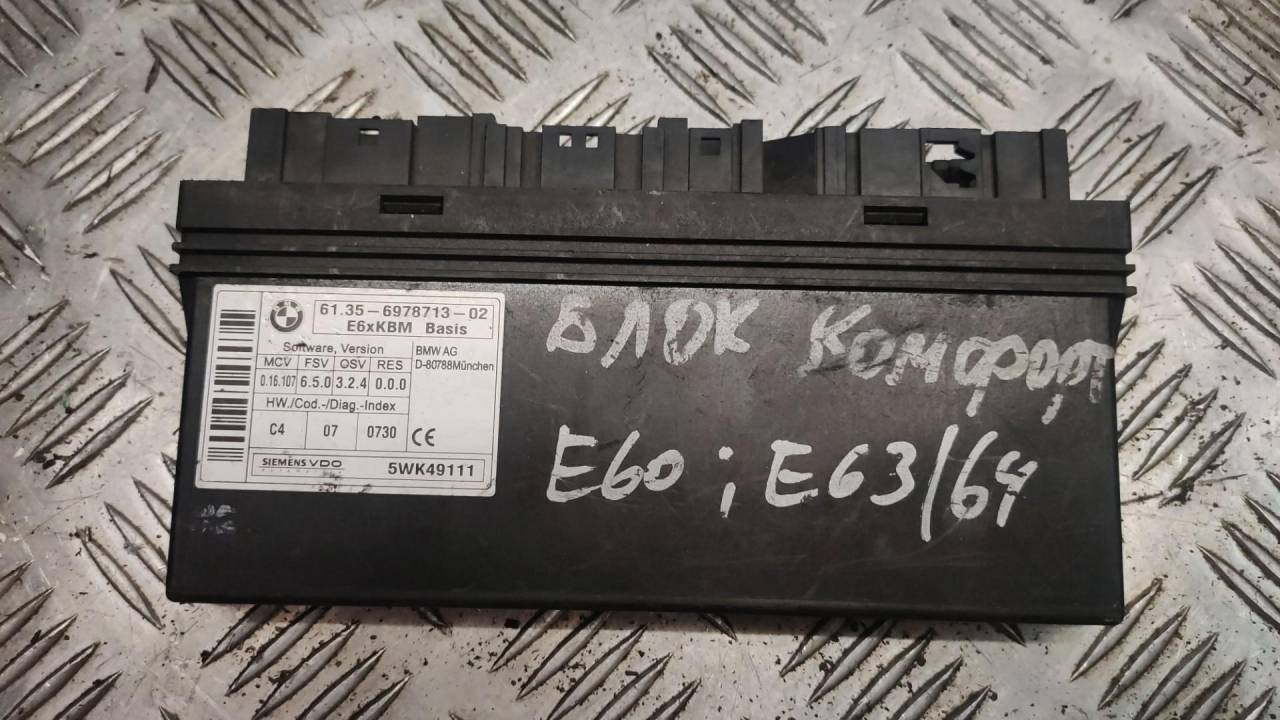 BMW
61.35-6978713-02
E6xKBM Basis
Software, Version
MCV FSV OSV RES
0.16.107 6.5.0 3.2.4 0.0.0
BMW AG
D-80788München
HW./Cod.-/Diag.-Index
C4 07 0730
CE
SIEMENS VDO
5WK49111
БЛОК КОМФОРТ
E60; E63/64